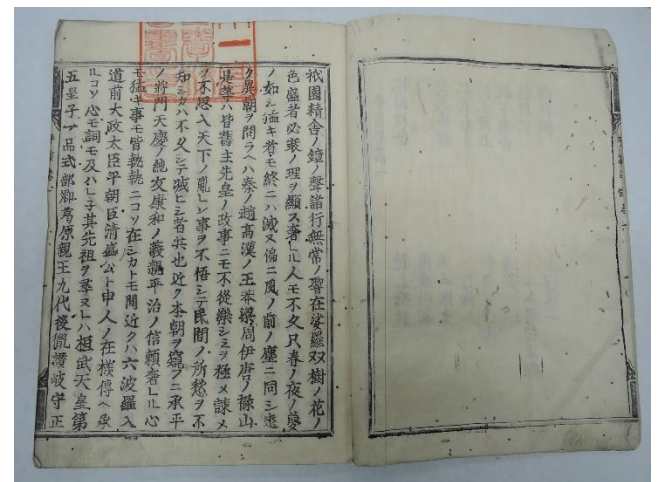 祇園精舎ノ鐘ノ聲諸行無常ノ響在娑羅双樹ノ花ノ
色盛者必衰ノ理ヲ顯ス奢レル人モ不久只春ノ夜ノ夢
ノ如シ猛キ者モ終ニハ滅ヌ偏ニ風ノ前ノ塵ニ同シ遠
ク異朝ヲ問ラヘハ秦ノ趙高漢ノ王莽梁周伊唐ノ禄山
是等ハ皆舊主先皇ノ政事ニモ不從樂シミヲ極メ諫メ
ヲ不思入天下ノ亂レン事ヲ不悟シテ民間ノ所愁ヲ不
知シカハ不久シテ滅ヒシ者共也近ク本朝ヲ窺フニ承平
ノ將門天慶ノ純友康和ノ義親平治ノ信頼奢レル心
モ猛キ事モ皆執執ニコソ在シカトモ間近クハ六波羅入
道前大政大臣平朝臣清盛公ト申人ノ在樣傳ヘ承
ルコソ心モ詞モ及ハレ子其先祖ヲ尋ヌレハ桓武天皇第
五皇子一品式部卿葛原親王九代後胤讚岐守正